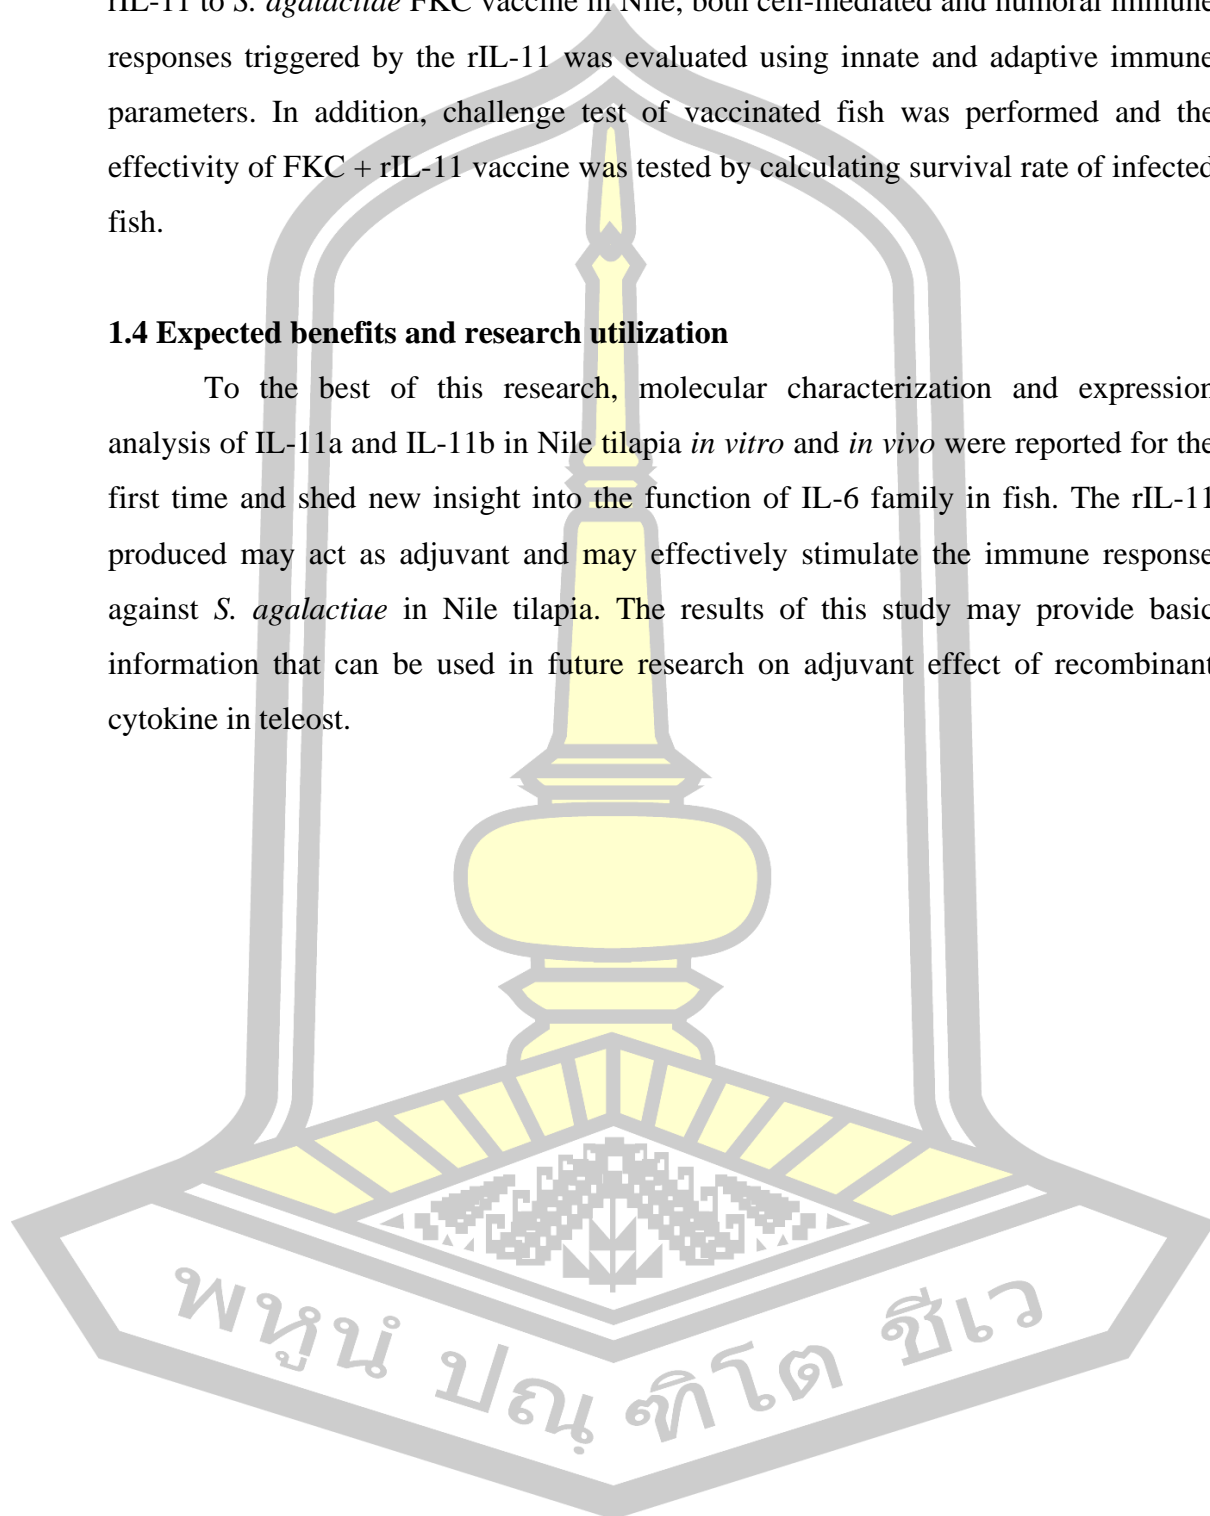 rIL-11 to S. agalactiae FKC vaccine in Nile, both cell-mediated and humoral immune
responses triggered by the rIL-11 was evaluated using innate and adaptive immune
parameters. In addition, challenge test of vaccinated fish was performed and the
effectivity of FKC + rIL-11 vaccine was tested by calculating survival rate of infected
fish.
1.4 Expected benefits and research utilization
To the best of this research, molecular characterization and expression
analysis of IL-11a and IL-11b in Nile tilapia in vitro and in vivo were reported for the
first time and shed new insight into the function of IL-6 family in fish. The rIL-11
produced may act as adjuvant and may effectively stimulate the immune response
against S. agalactiae in Nile tilapia. The results of this study may provide basic
information that can be used in future research on adjuvant effect of recombinant
cytokine in teleost.
พหูนํ ปณฺฑิโต ชีเว